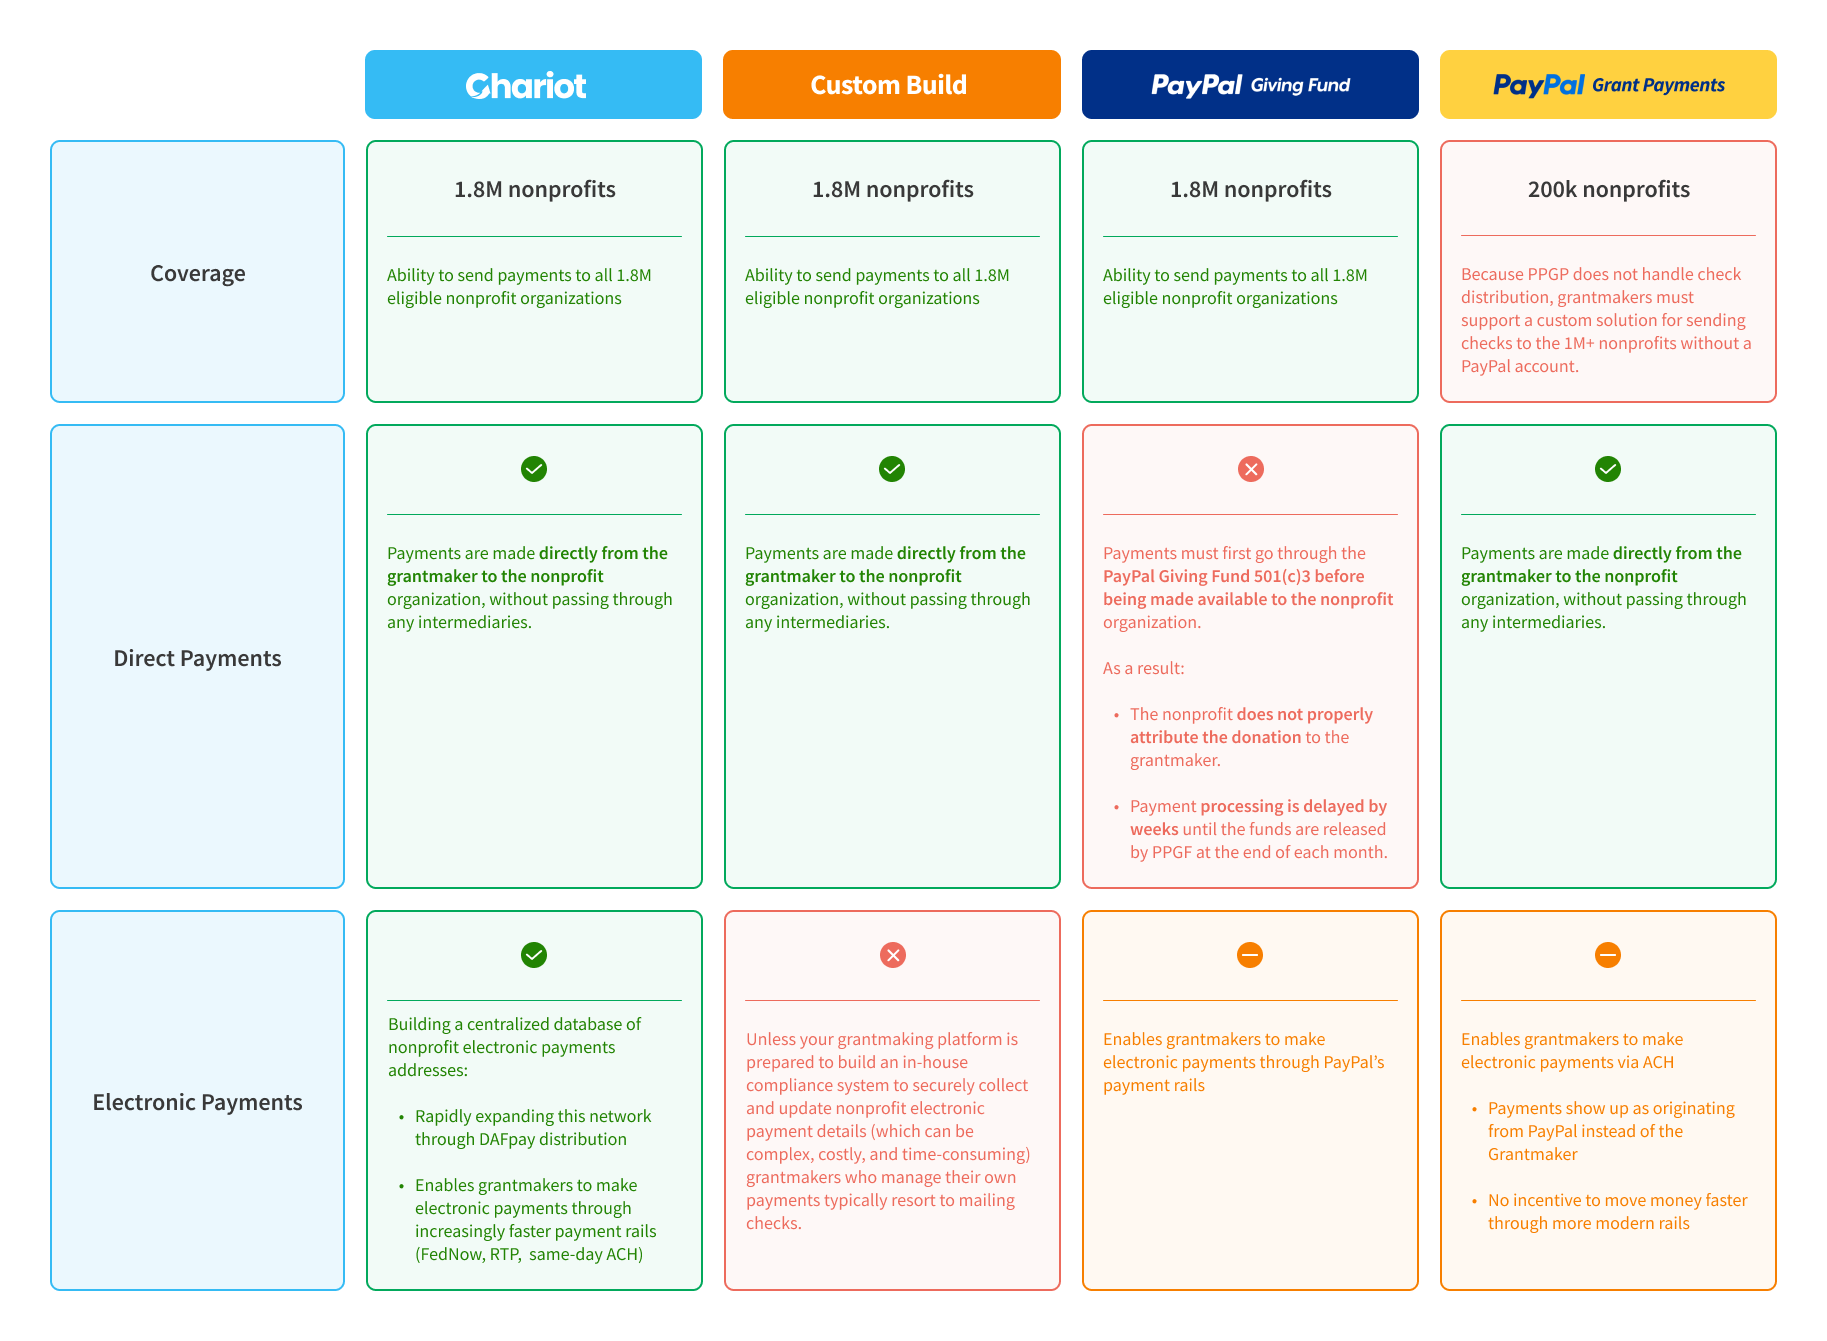 Chariot
Custom Build
PayPal Giving Fund
PayPal Grant Payments
Coverage
1.8M nonprofits
Ability to send payments to all 1.8M
eligible nonprofit organizations
1.8M nonprofits
Ability to send payments to all 1.8M
eligible nonprofit organizations
1.8M nonprofits
Ability to send payments to all 1.8M
eligible nonprofit organizations
200k nonprofits
Because PPGP does not handle check
distribution, grantmakers must
support a custom solution for sending
checks to the 1M+ nonprofits without a
PayPal account.
Direct Payments
Payments are made directly from the
grantmaker to the nonprofit
organization, without passing through
any intermediaries.
Payments are made directly from the
grantmaker to the nonprofit
organization, without passing through
any intermediaries.
Payments must first go through the
PayPal Giving Fund 501(c)3 before
being made available to the nonprofit
organization.
As a result:
• The nonprofit does not properly
attribute the donation to the
grantmaker.
• Payment processing is delayed by
weeks until the funds are released
by PPGF at the end of each month.
Payments are made directly from the
grantmaker to the nonprofit
organization, without passing through
any intermediaries.
Electronic Payments
Building a centralized database of
nonprofit electronic payments
addresses:
• Rapidly expanding this network
through DAFpay distribution
• Enables grantmakers to make
electronic payments through
increasingly faster payment rails
(FedNow, RTP, same-day ACH)
Unless your grantmaking platform is
prepared to build an in-house
compliance system to securely collect
and update nonprofit electronic
payment details (which can be
complex, costly, and time-consuming)
grantmakers who manage their own
payments typically resort to mailing
checks.
Enables grantmakers to make
electronic payments through PayPal's
payment rails
Enables grantmakers to make
electronic payments via ACH
• Payments show up as originating
from PayPal instead of the
Grantmaker
• No incentive to move money faster
through more modern rails